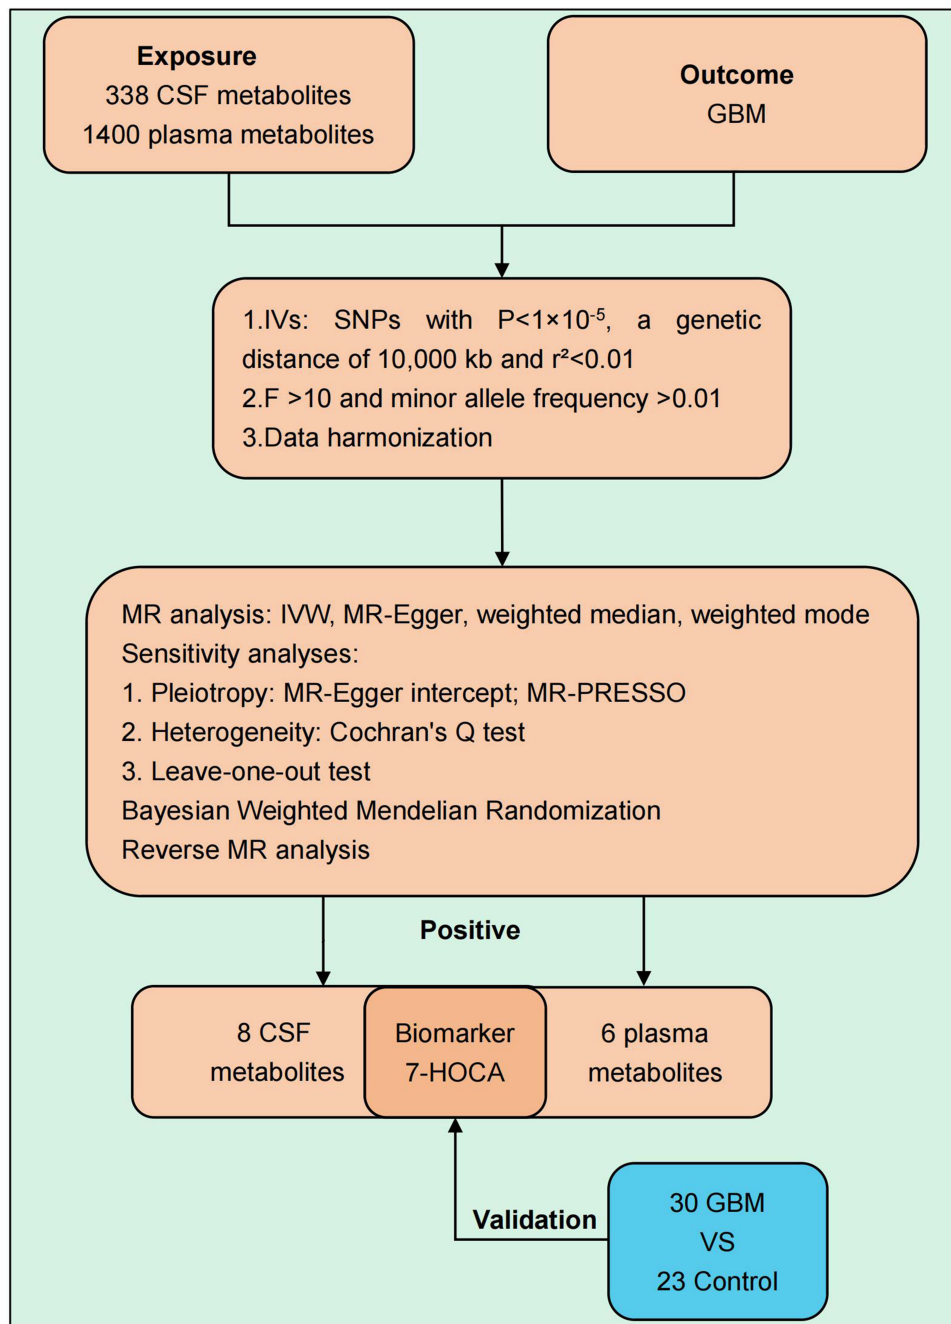 Exposure
338 CSF metabolites
1400 plasma metabolites
Outcome
GBM
1.IVs: SNPs with P<1×10⁻⁵, a genetic
distance of 10,000 kb and r²<0.01
2.F >10 and minor allele frequency >0.01
3.Data harmonization
MR analysis: IVW, MR-Egger, weighted median, weighted mode
Sensitivity analyses:
1. Pleiotropy: MR-Egger intercept; MR-PRESSO
2. Heterogeneity: Cochran's Q test
3. Leave-one-out test
Bayesian Weighted Mendelian Randomization
Reverse MR analysis
Positive
8 CSF
metabolites
Biomarker
7-HOCA
6 plasma
metabolites
Validation
30 GBM
VS
23 Control